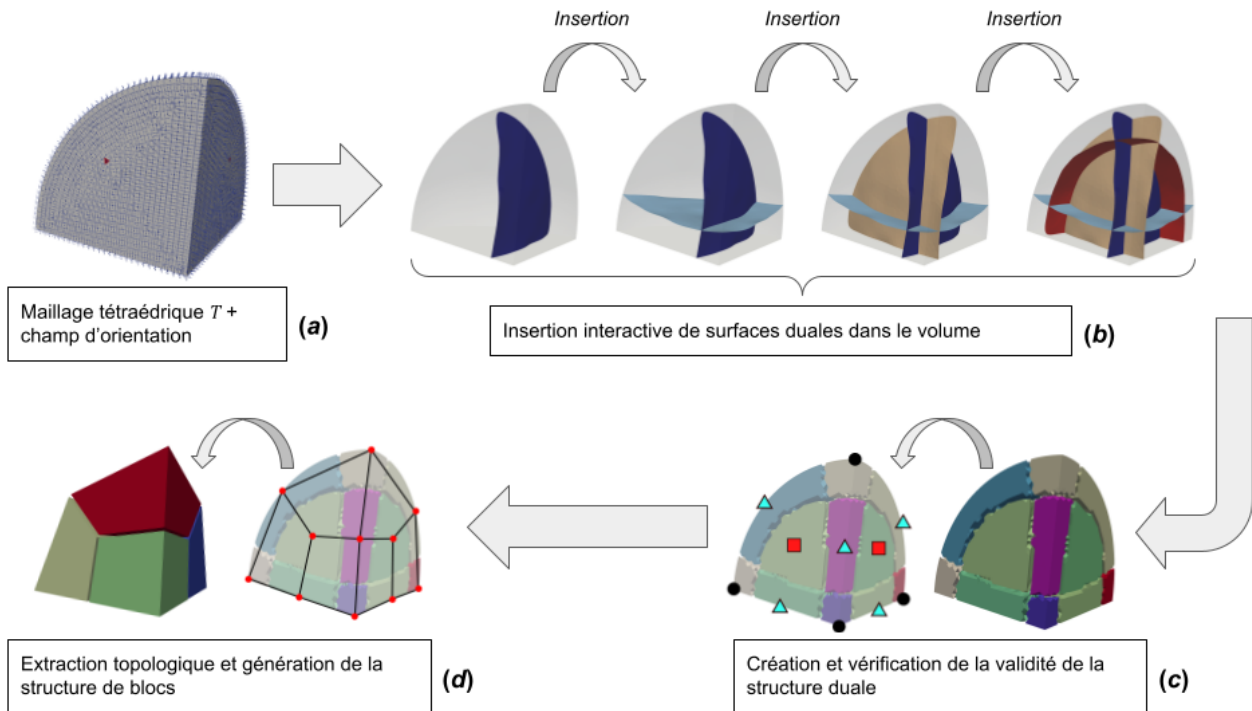 Insertion
Insertion
Insertion
Maillage tétraédrique T +
champ d'orientation
(a)
Insertion interactive de surfaces duales dans le volume
(b)
Extraction topologique et génération de la
structure de blocs
(d)
Création et vérification de la validité de la
structure duale
(c)